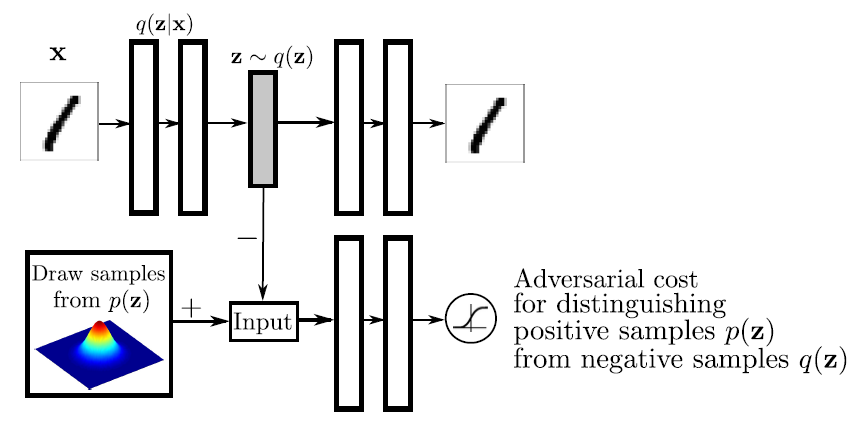 q(z|x)
x
z ∼ q(z)
−
Draw samples
from p(z)
+
Input
Adversarial cost
for distinguishing
positive samples p(z)
from negative samples q(z)